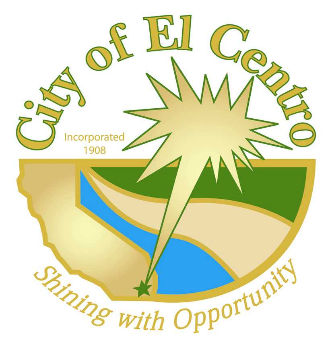 City of El Centro
Incorporated
1908
Shining with Opportunity